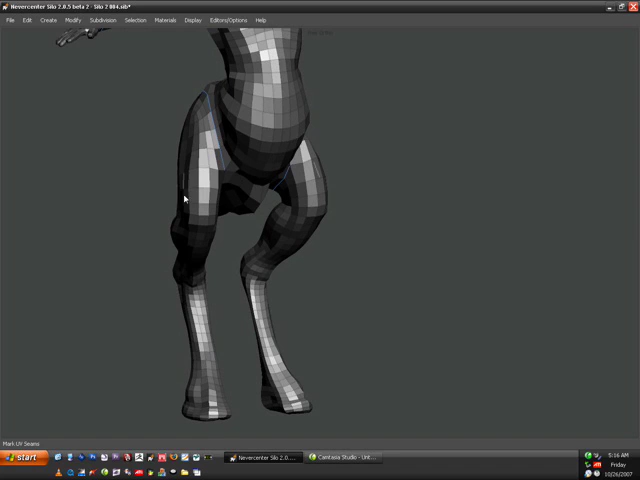 Nevercenter Silo 2.0.5 beta 2 - Silo 2 004.sib*
File Edit Create Modify Subdivision Selection Materials Display Editors/Options Help
Mark UV Seams
start
Nevercenter Silo 2.0....
Camtasia Studio - Unt...
5:16 AM
Friday
10/26/2007